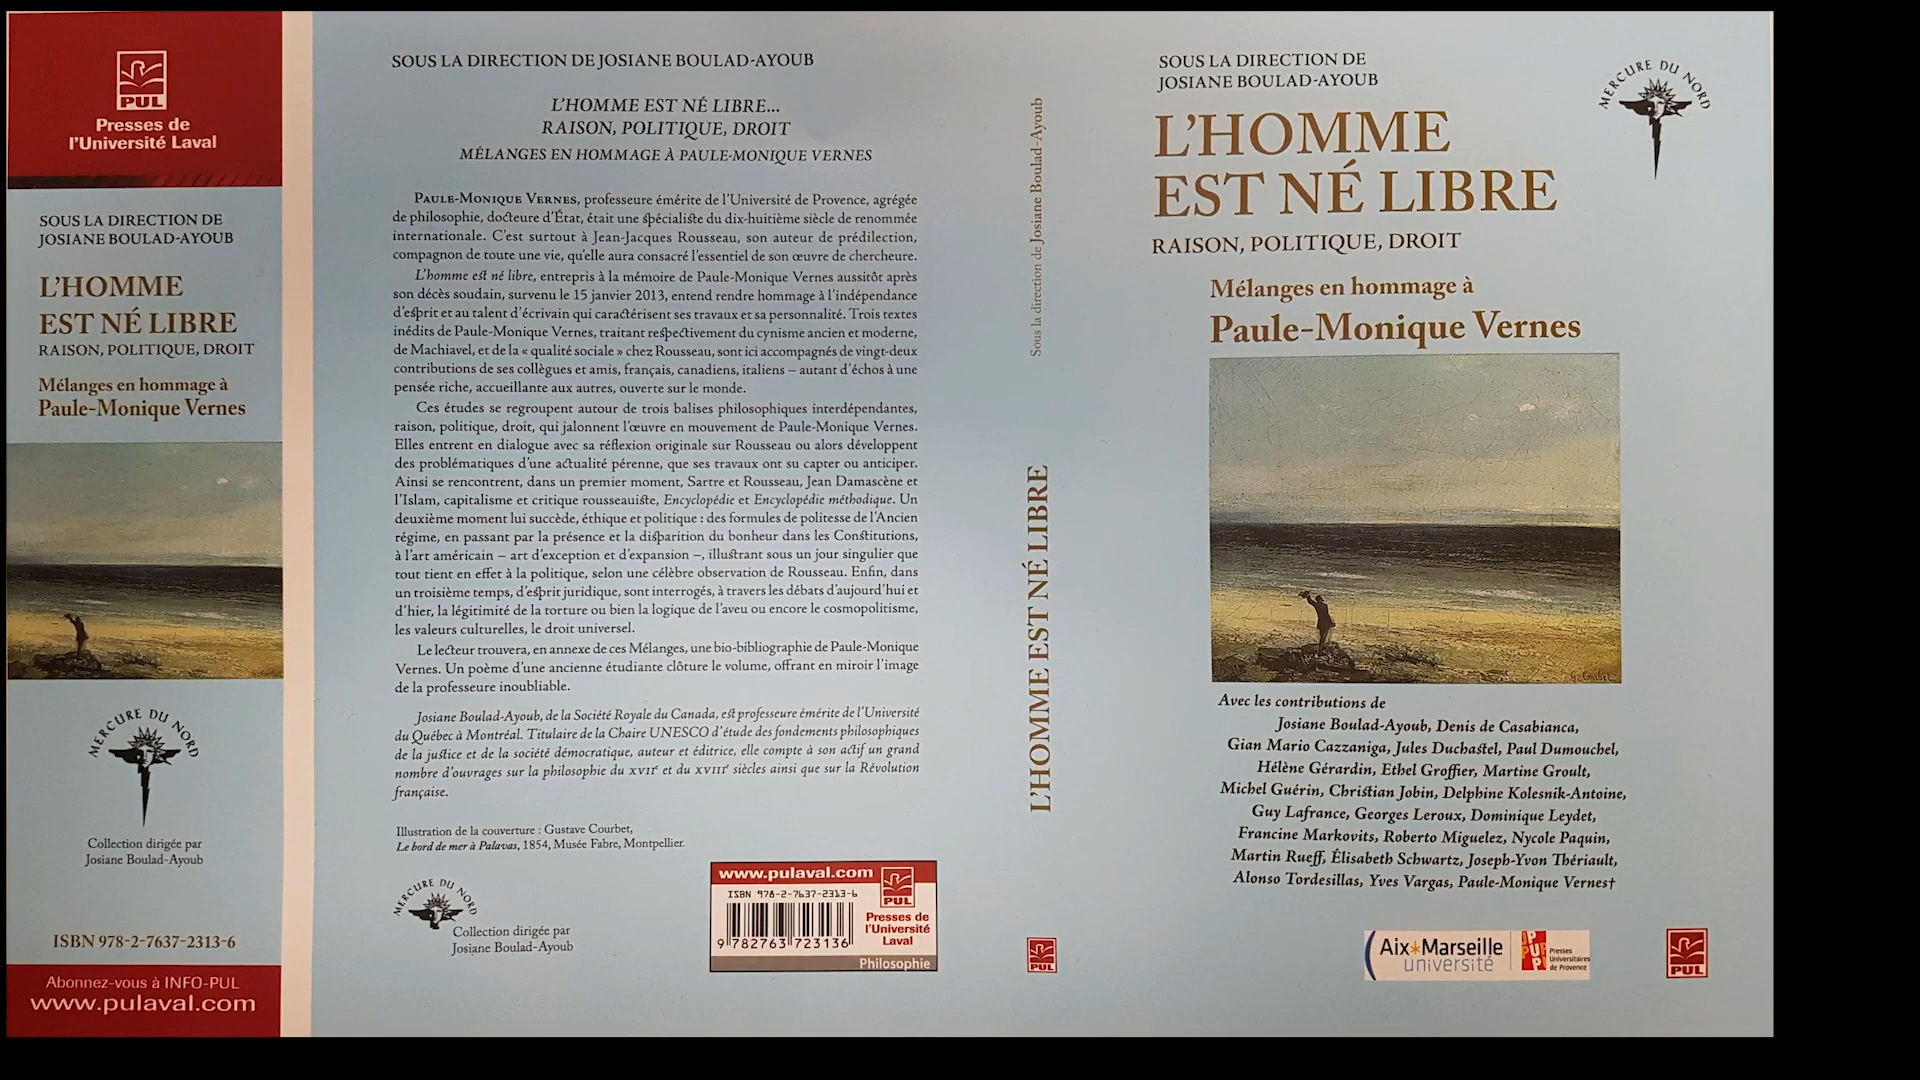 PUL
Presses de
l'Université Laval
SOUS LA DIRECTION DE
JOSIANE BOULAD-AYOUB
L'HOMME
EST NÉ LIBRE
RAISON, POLITIQUE, DROIT
Mélanges en hommage à
Paule-Monique Vernes
MERCURE DU NORD
Collection dirigée par
Josiane Boulad-Ayoub
ISBN 978-2-7637-2313-6
Abonnez-vous à INFO-PUL
www.pulaval.com
SOUS LA DIRECTION DE JOSIANE BOULAD-AYOUB
L'HOMME EST NÉ LIBRE...
RAISON, POLITIQUE, DROIT
MÉLANGES EN HOMMAGE À PAULE-MONIQUE VERNES
PAULE-MONIQUE VERNES, professeure émérite de l'Université de Provence, agrégée
de philosophie, docteure d'État, était une spécialiste du dix-huitième siècle de renommée
internationale. C'est surtout à Jean-Jacques Rousseau, son auteur de prédilection,
compagnon de toute une vie, qu'elle aura consacré l'essentiel de son œuvre de chercheure.
L'homme est né libre, entrepris à la mémoire de Paule-Monique Vernes aussitôt après
son décès soudain, survenu le 15 janvier 2013, entend rendre hommage à l'indépendance
d'esprit et au talent d'écrivain qui caractérisent ses travaux et sa personnalité. Trois textes
inédits de Paule-Monique Vernes, traitant respectivement du cynisme ancien et moderne,
de Machiavel, et de la « qualité sociale » chez Rousseau, sont ici accompagnés de vingt-deux
contributions de ses collègues et amis, français, canadiens, italiens – autant d'échos à une
pensée riche, accueillante aux autres, ouverte sur le monde.
Ces études se regroupent autour de trois balises philosophiques interdépendantes,
raison, politique, droit, qui jalonnent l'œuvre en mouvement de Paule-Monique Vernes.
Elles entrent en dialogue avec sa réflexion originale sur Rousseau ou alors développent
des problématiques d'une actualité pérenne, que ses travaux ont su capter ou anticiper.
Ainsi se rencontrent, dans un premier moment, Sartre et Rousseau, Jean Damascène et
l'Islam, capitalisme et critique rousseauiste, Encyclopédie et Encyclopédie méthodique. Un
deuxième moment lui succède, éthique et politique : des formules de politesse de l'Ancien
régime, en passant par la présence et la disparition du bonheur dans les Constitutions,
à l'art américain – art d'exception et d'expansion –, illustrant sous un jour singulier que
tout tient en effet à la politique, selon une célèbre observation de Rousseau. Enfin, dans
un troisième temps, d'esprit juridique, sont interrogés, à travers les débats d'aujourd'hui et
d'hier, la légitimité de la torture ou bien la logique de l'aveu ou encore le cosmopolitisme,
les valeurs culturelles, le droit universel.
Le lecteur trouvera, en annexe de ces Mélanges, une bio-bibliographie de Paule-Monique
Vernes. Un poème d'une ancienne étudiante clôture le volume, offrant en miroir l'image
de la professeure inoubliable.
Josiane Boulad-Ayoub, de la Société Royale du Canada, est professeure émérite de l'Université
du Québec à Montréal. Titulaire de la Chaire UNESCO d'étude des fondements philosophiques
de la justice et de la société démocratique, auteur et éditrice, elle compte à son actif un grand
nombre d'ouvrages sur la philosophie du XVIIe et du XVIIIe siècles ainsi que sur la Révolution
française.
Illustration de la couverture : Gustave Courbet,
Le bord de mer à Palavas, 1854, Musée Fabre, Montpellier.
MERCURE DU NORD
Collection dirigée par
Josiane Boulad-Ayoub
www.pulaval.com
ISBN 978-2-7637-2313-6
9 782763 723136
PUL
Presses de
l'Université
Laval
Philosophie
Sous la direction de Josiane Boulad-Ayoub
L'HOMME EST NÉ LIBRE
PUL
SOUS LA DIRECTION DE
JOSIANE BOULAD-AYOUB
MERCURE DU NORD
L'HOMME
EST NÉ LIBRE
RAISON, POLITIQUE, DROIT
Mélanges en hommage à
Paule-Monique Vernes
Avec les contributions de
Josiane Boulad-Ayoub, Denis de Casabianca,
Gian Mario Cazzaniga, Jules Duchastel, Paul Dumouchel,
Hélène Gérardin, Ethel Groffier, Martine Groult,
Michel Guérin, Christian Jobin, Delphine Kolesnik-Antoine,
Guy Lafrance, Georges Leroux, Dominique Leydet,
Francine Markovits, Roberto Miguelez, Nycole Paquin,
Martin Rueff, Élisabeth Schwartz, Joseph-Yvon Thériault,
Alonso Tordesillas, Yves Vargas, Paule-Monique Vernes†
Aix*Marseille
université
PUP
Presses
Universitaires
de Provence
PUL